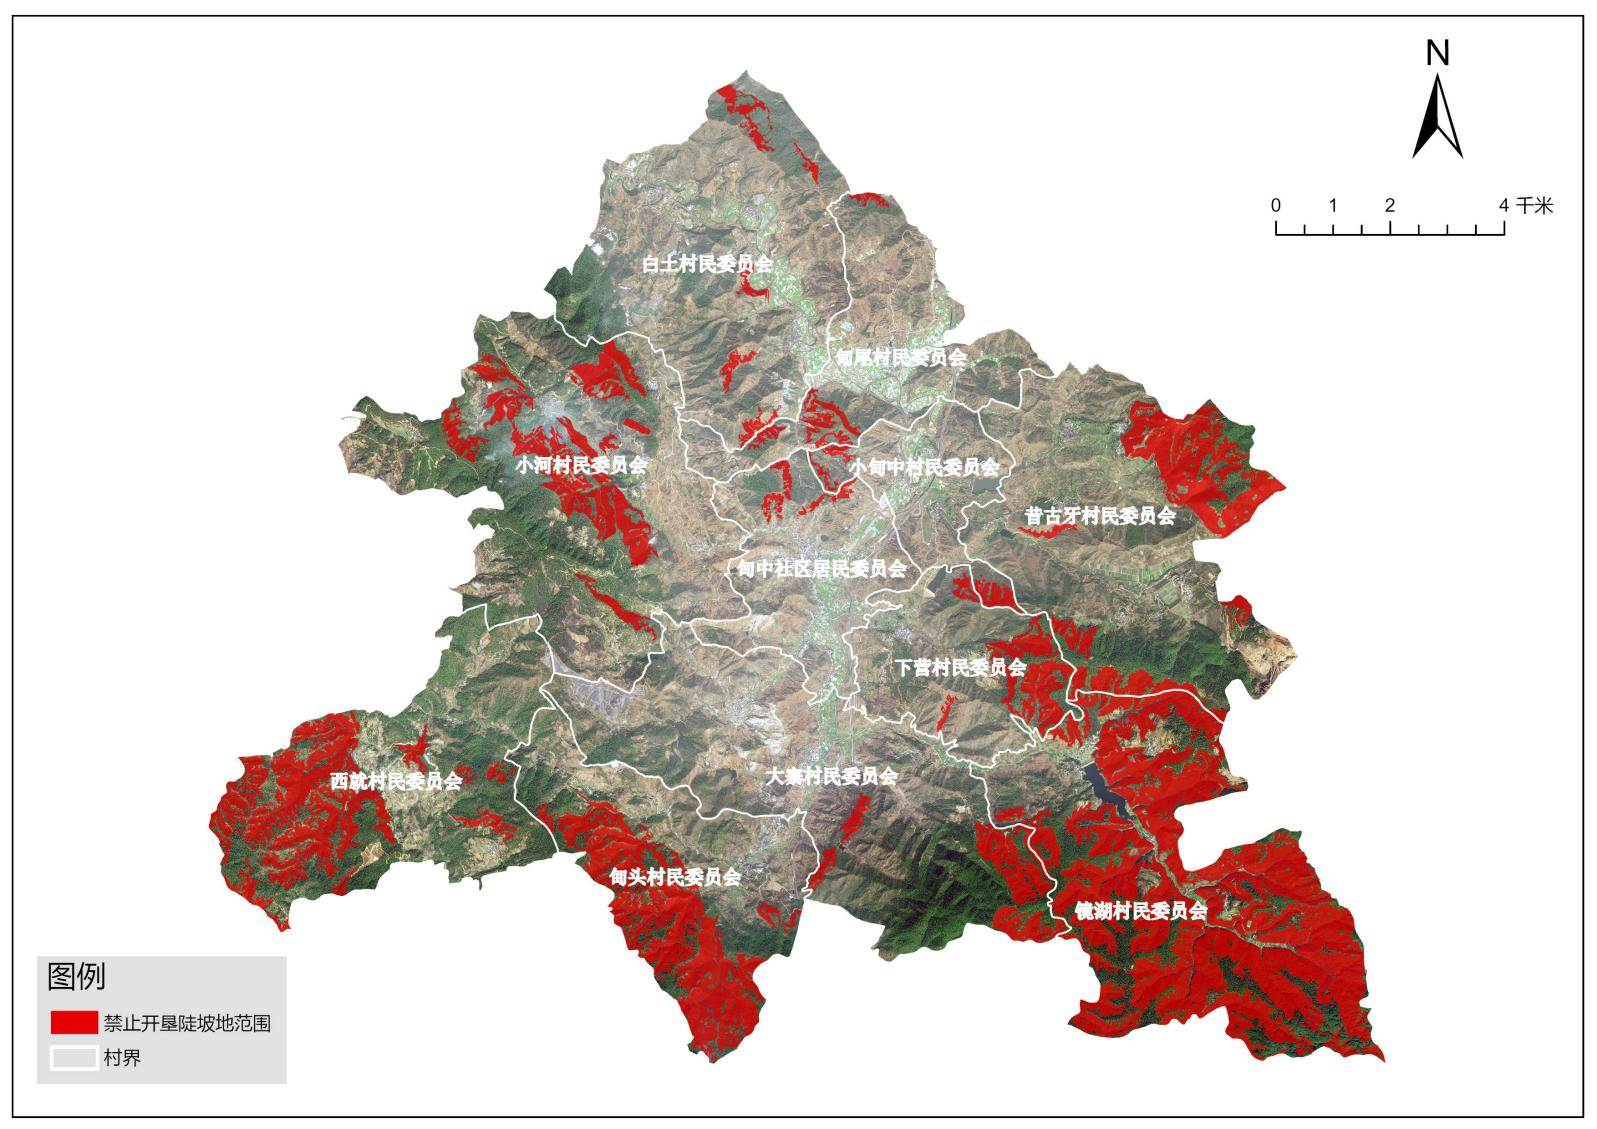 N
0 1 2 4 千米
白土村民委员会
甸尾村民委员会
小河村民委员会
小甸中村民委员会
昔古牙村民委员会
甸中社区居民委员会
下营村民委员会
西就村民委员会
大寨村民委员会
甸头村民委员会
镜湖村民委员会
图例
禁止开垦陡坡地范围
村界